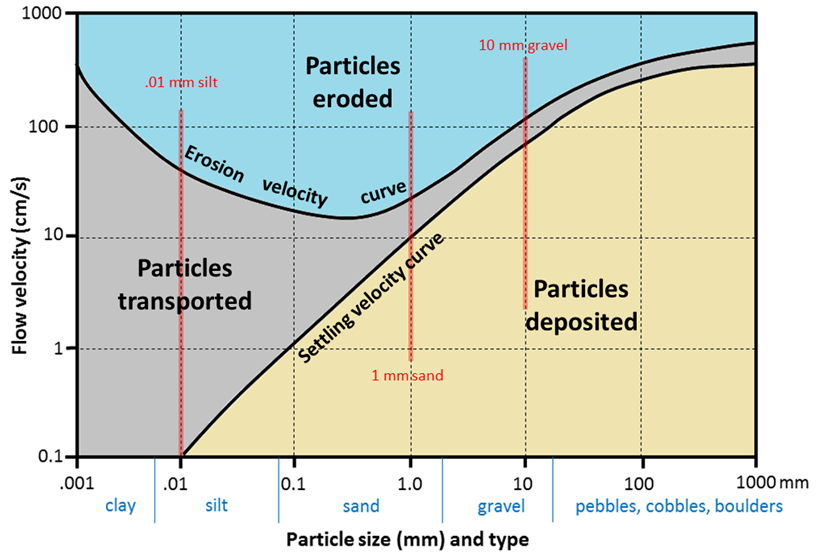 1000
100
10
1
0.1
Flow velocity (cm/s)
.01 mm silt
10 mm gravel
Particles
eroded
Erosion velocity curve
Particles
transported
Settling velocity curve
Particles
deposited
1 mm sand
.001 .01 0.1 1.0 10 100 1000 mm
clay silt sand gravel pebbles, cobbles, boulders
Particle size (mm) and type